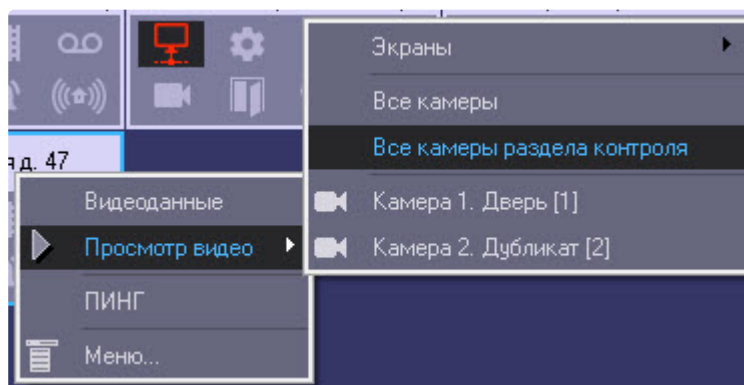 Экраны
Все камеры
Все камеры раздела контроля
Камера 1. Дверь [1]
Камера 2. Дубликат [2]
я д. 47
Видеоданные
Просмотр видео
ПИНГ
Меню...